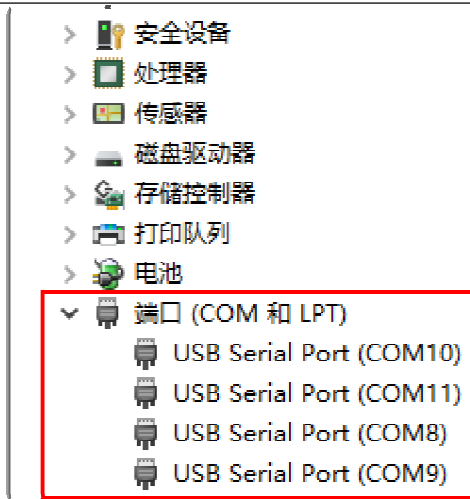 安全设备
处理器
传感器
磁盘驱动器
存储控制器
打印队列
电池
端口 (COM 和 LPT)
USB Serial Port (COM10)
USB Serial Port (COM11)
USB Serial Port (COM8)
USB Serial Port (COM9)